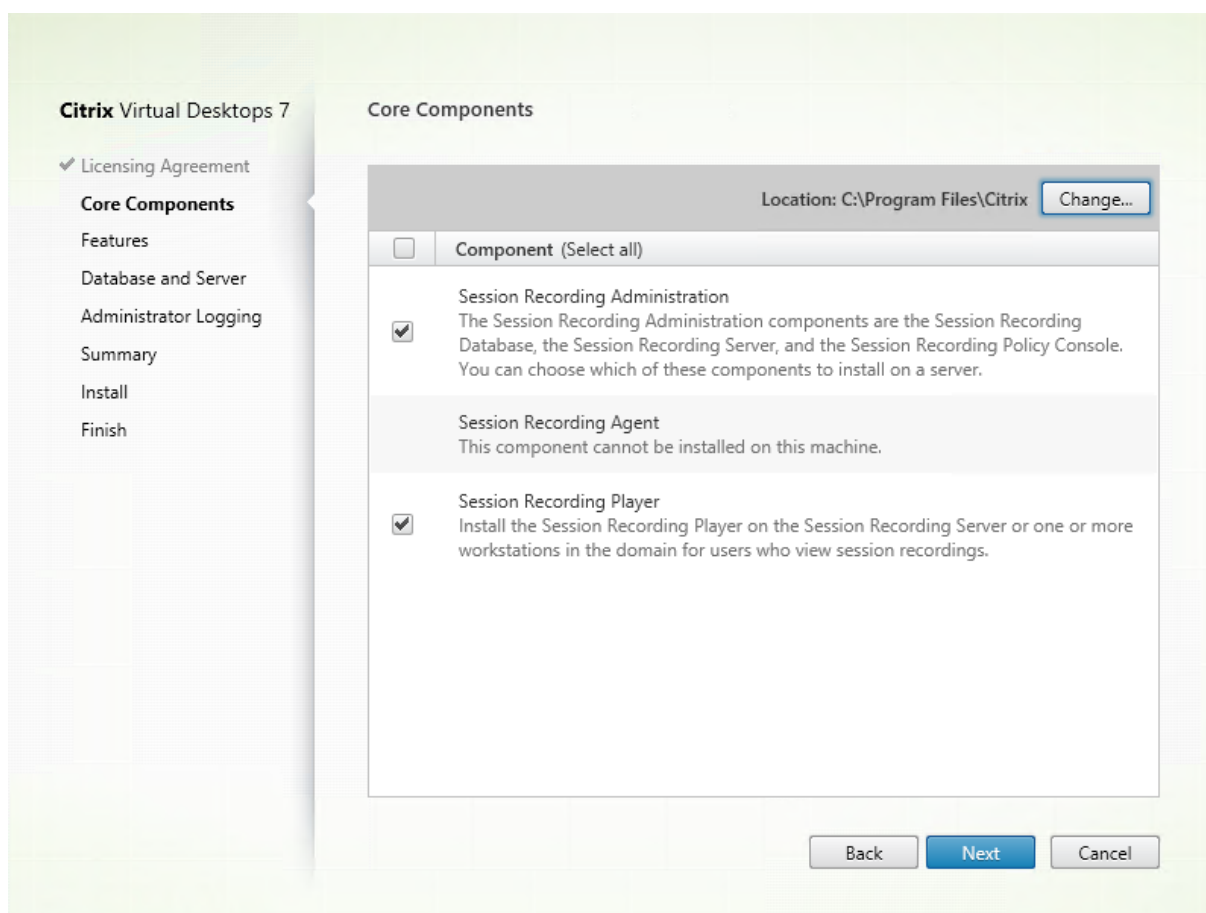 Citrix Virtual Desktops 7
Licensing Agreement
Core Components
Features
Database and Server
Administrator Logging
Summary
Install
Finish
Core Components
Location: C:\Program Files\Citrix
Change...
Component (Select all)
Session Recording Administration
The Session Recording Administration components are the Session Recording
Database, the Session Recording Server, and the Session Recording Policy Console.
You can choose which of these components to install on a server.
Session Recording Agent
This component cannot be installed on this machine.
Session Recording Player
Install the Session Recording Player on the Session Recording Server or one or more
workstations in the domain for users who view session recordings.
Back
Next
Cancel